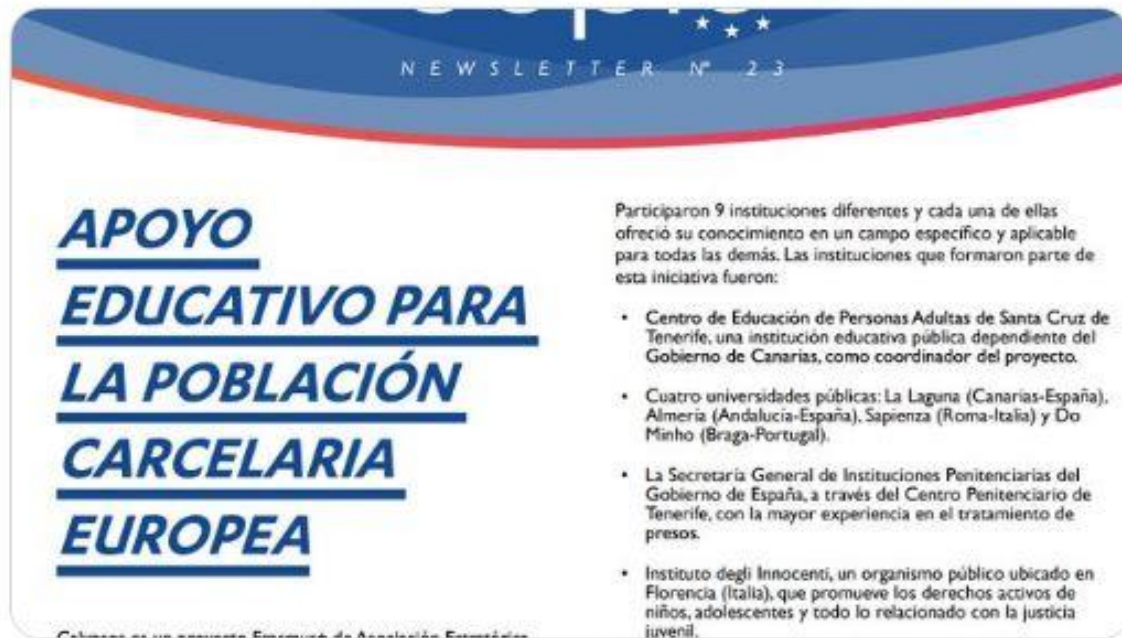 NEWSLETTER Nº 23
APOYO
EDUCATIVO PARA
LA POBLACIÓN
CARCELARIA
EUROPEA
Participaron 9 instituciones diferentes y cada una de ellas
ofreció su conocimiento en un campo específico y aplicable
para todas las demás. Las instituciones que formaron parte de
esta iniciativa fueron:
• Centro de Educación de Personas Adultas de Santa Cruz de
Tenerife, una institución educativa pública dependiente del
Gobierno de Canarias, como coordinador del proyecto.
• Cuatro universidades públicas: La Laguna (Canarias-España),
Almería (Andalucía-España), Sapienza (Roma-Italia) y Do
Minho (Braga-Portugal).
• La Secretaría General de Instituciones Penitenciarias del
Gobierno de España, a través del Centro Penitenciario de
Tenerife, con la mayor experiencia en el tratamiento de
presos.
• Instituto degli Innocenti, un organismo público ubicado en
Florencia (Italia), que promueve los derechos activos de
niños, adolescentes y todo lo relacionado con la justicia
juvenil.